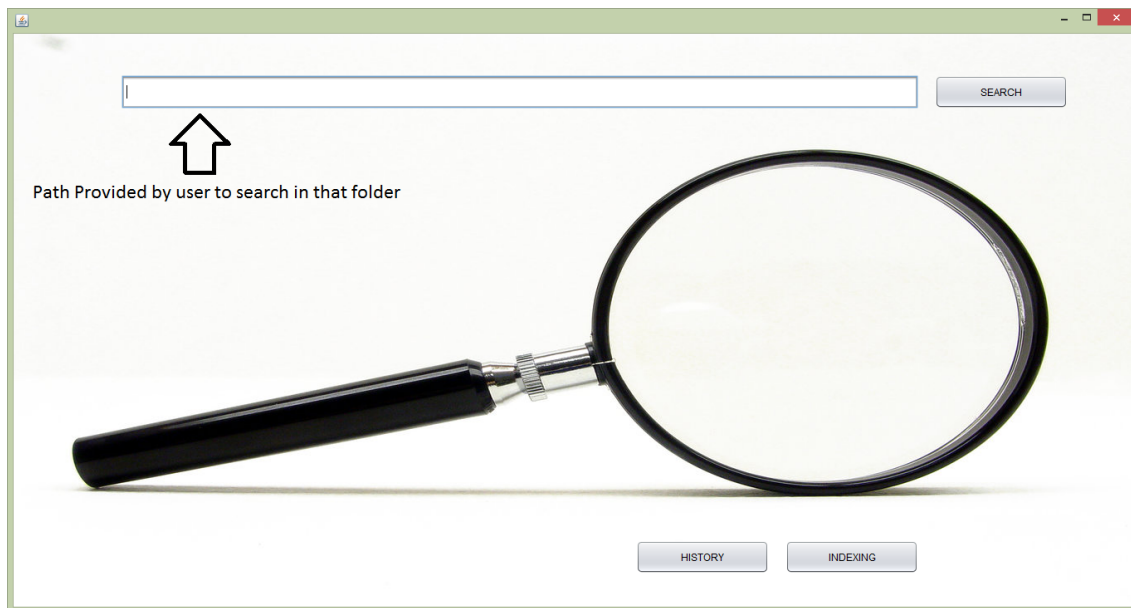 SEARCH
Path Provided by user to search in that folder
HISTORY
INDEXING